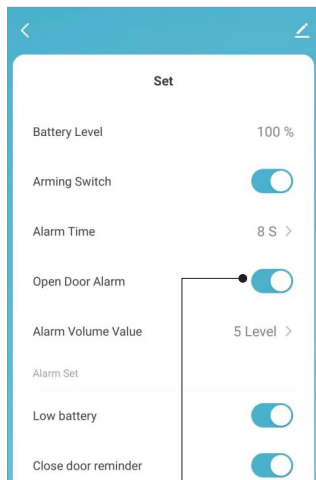 Set
Battery Level 100 %
Arming Switch
Alarm Time 8 S >
Open Door Alarm
Alarm Volume Value 5 Level >
Alarm Set
Low battery
Close door reminder